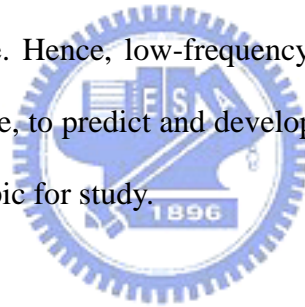 e. Hence, low-frequency
E S
e, to predict and develop
pic for study.
1896